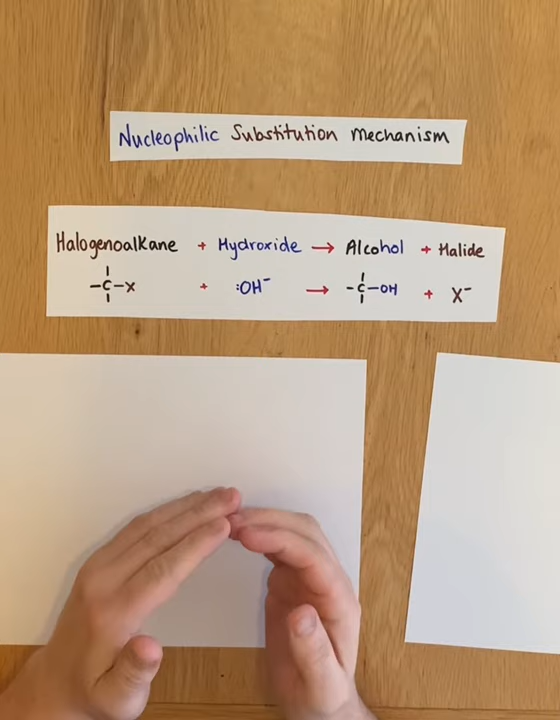 Nucleophilic Substitution mechanism
Halogenoalkane + Hydroxide → Alcohol + Halide
-C-X + :OH⁻ → -C-OH + X⁻